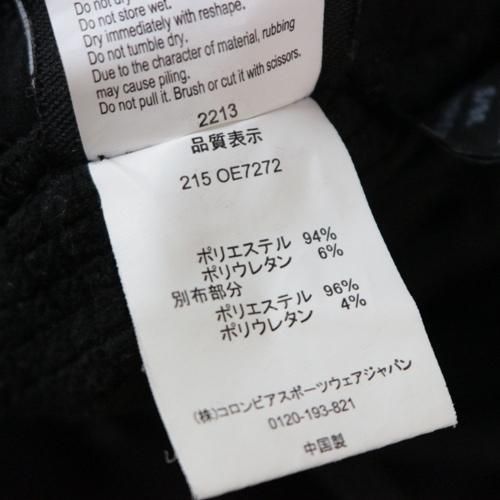 Do not dry
Do not store wet.
Dry immediately with reshape.
Do not tumble dry.
Due to the character of material, rubbing
may cause piling.
Do not pull it. Brush or cut it with scissors.
2213
品質表示
215 OE7272
ポリエステル 94%
ポリウレタン 6%
別布部分
ポリエステル 96%
ポリウレタン 4%
(株)コロンビアスポーツウェアジャパン
0120-193-821
中国製